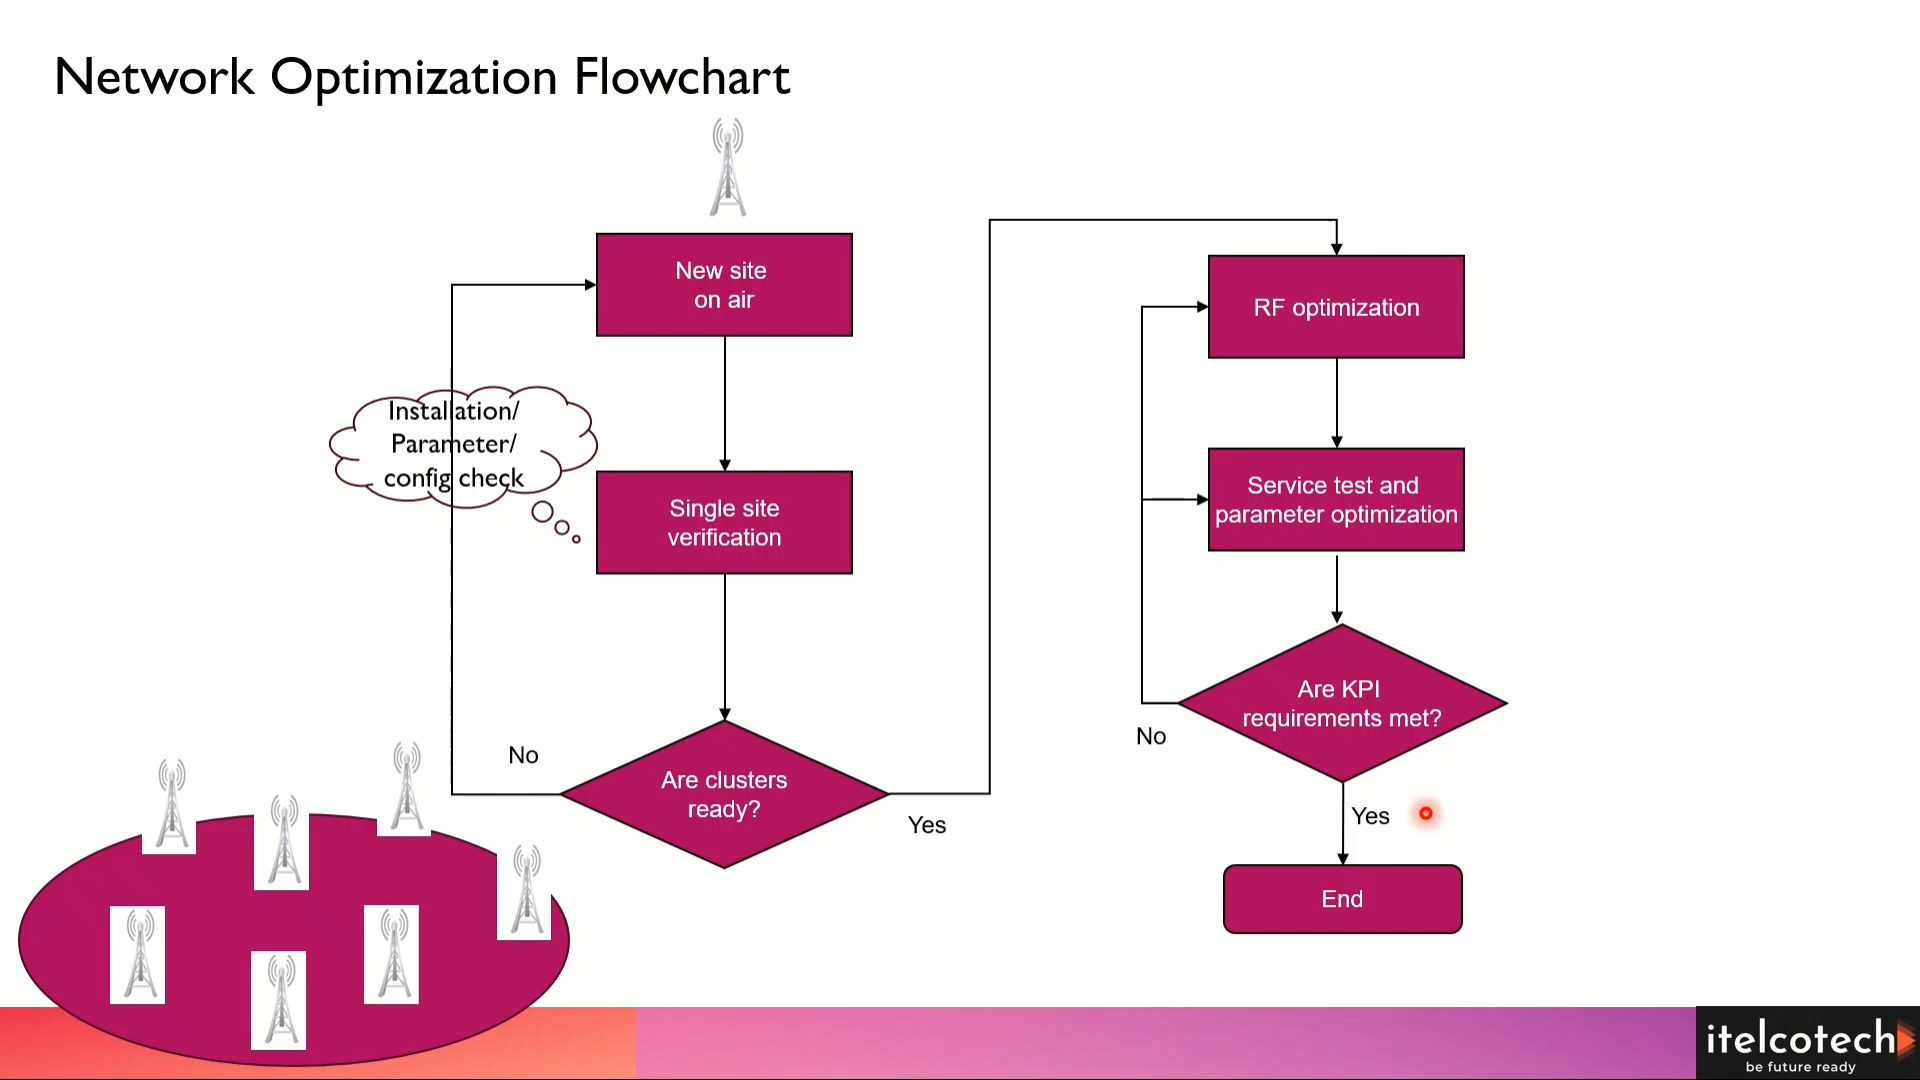 Network Optimization Flowchart
New site
on air
Installation/
Parameter/
config check
Single site
verification
No
Are clusters
ready?
Yes
RF optimization
Service test and
parameter optimization
Are KPI
requirements met?
No
Yes
End
itelcotech
be future ready